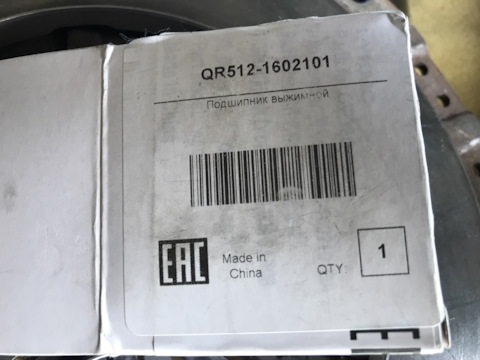 QR512-1602101
Подшипник выжимной
EAC
Made in
China
QTY:
1